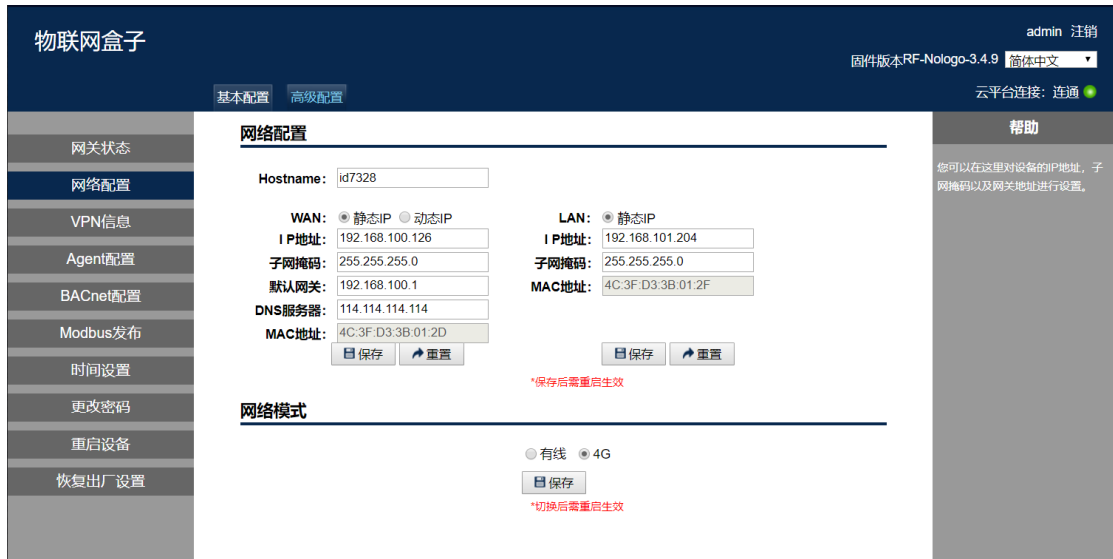 物联网盒子
admin 注销
固件版本RF-Nologo-3.4.9 简体中文
基本配置 高级配置
云平台连接：连通
网关状态
网络配置
VPN信息
Agent配置
BACnet配置
Modbus发布
时间设置
更改密码
重启设备
恢复出厂设置
网络配置
Hostname： id7328
WAN： 静态IP 动态IP
I P地址： 192.168.100.126
子网掩码： 255.255.255.0
默认网关： 192.168.100.1
DNS服务器： 114.114.114.114
MAC地址： 4C:3F:D3:3B:01:2D
保存 重置
LAN： 静态IP
I P地址： 192.168.101.204
子网掩码： 255.255.255.0
MAC地址： 4C:3F:D3:3B:01:2F
保存 重置
*保存后需重启生效
网络模式
有线 4G
保存
*切换后需重启生效
帮助
您可以在这里对设备的IP地址，子
网掩码以及网关地址进行设置。